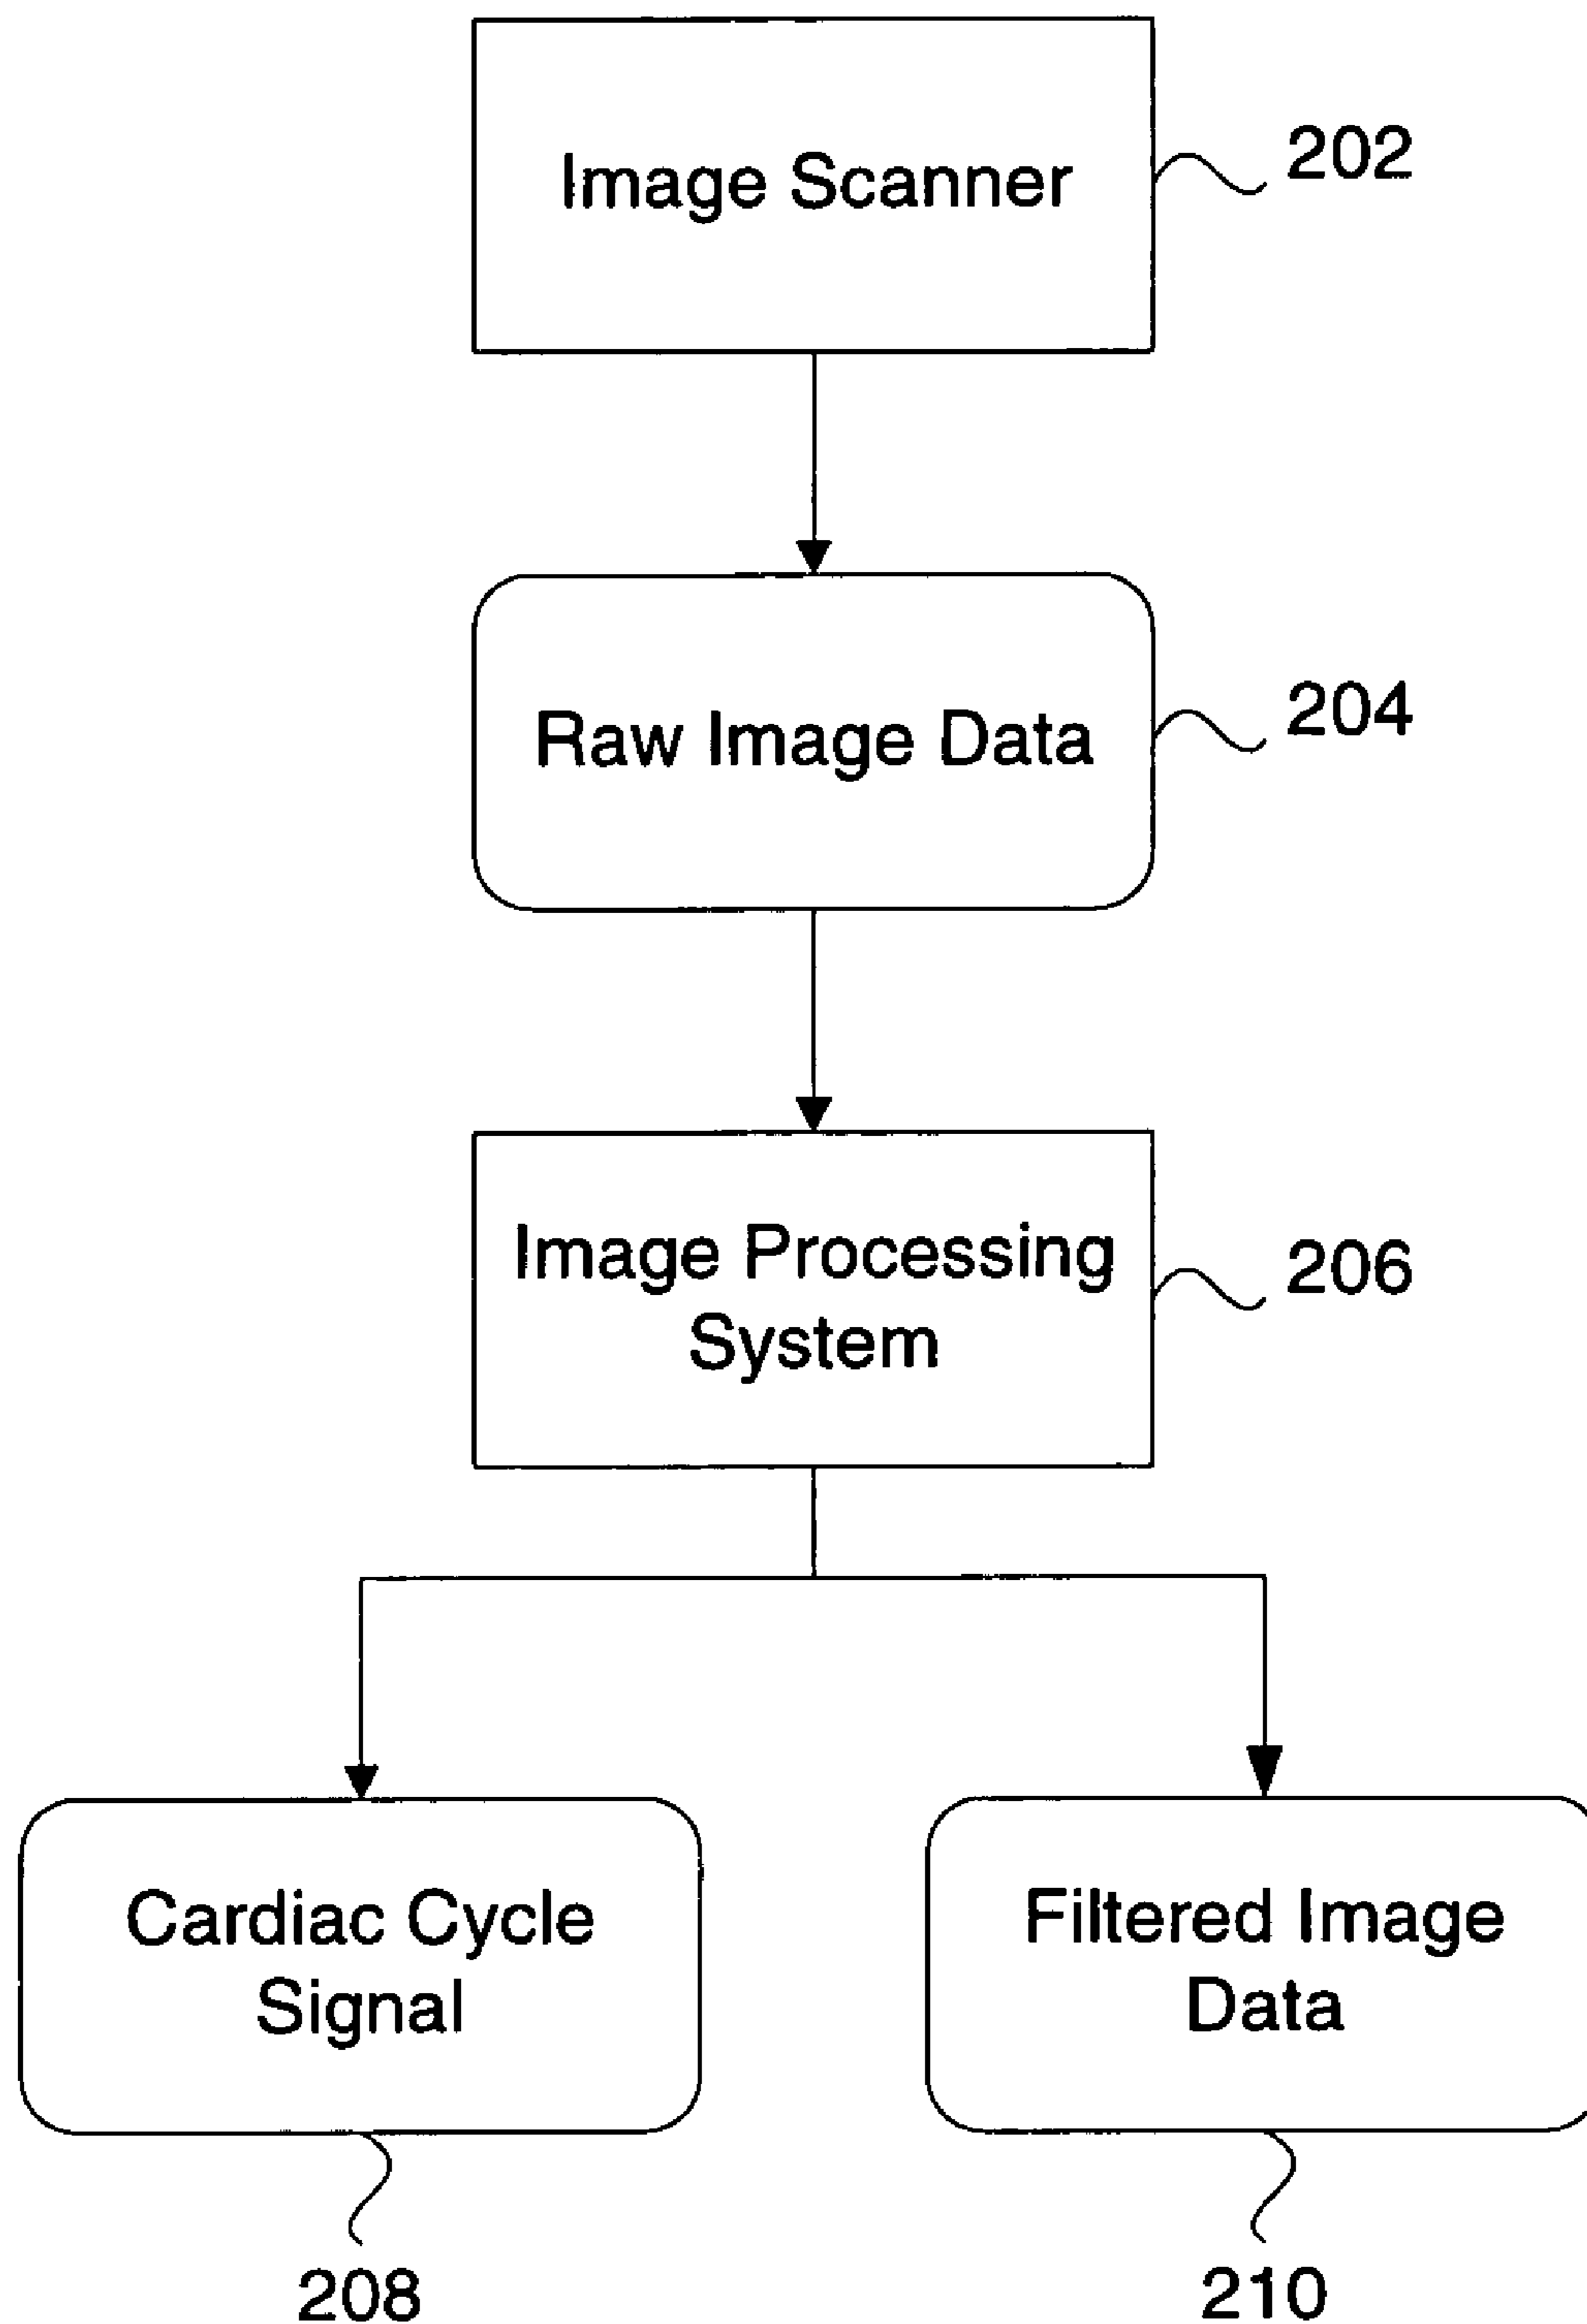 Image Scanner
202
Raw Image Data
204
Image Processing
System
206
Cardiac Cycle
Signal
Filtered Image
Data
208
210